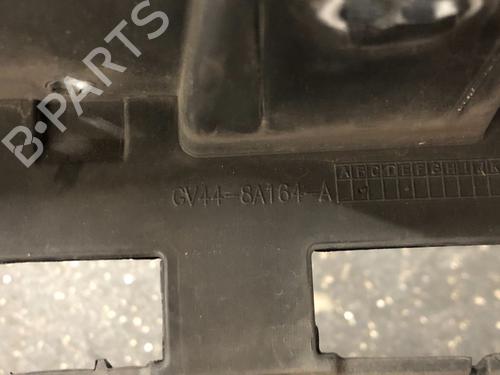 B-PARTS
A B C D E F G H J K
GV44-8A164-A